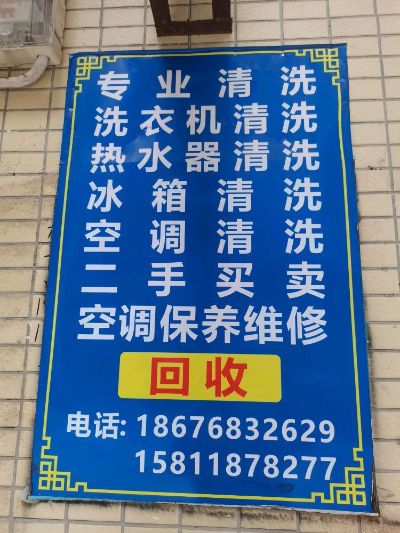 专业清洗
洗衣机清洗
热水器清洗
冰箱清洗
空调清洗
二手买卖
空调保养维修
回收
电话: 18676832629
15811878277